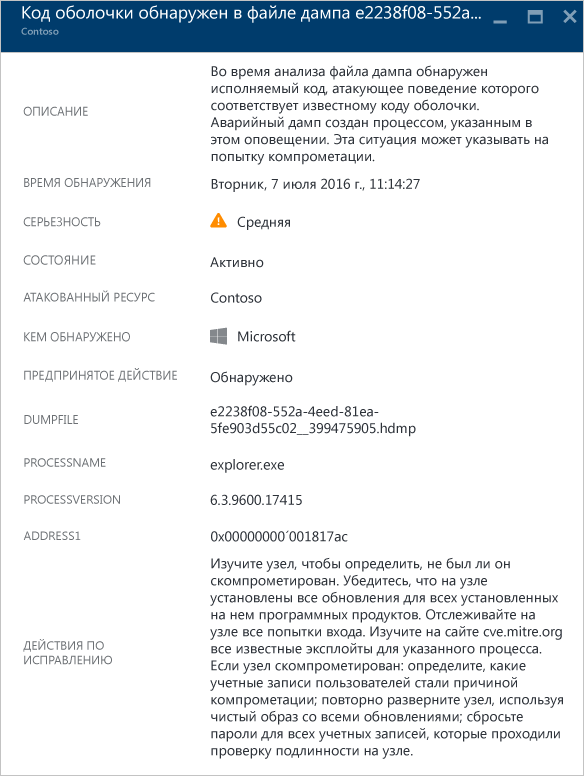 Код оболочки обнаружен в файле дампа e2238f08-552a...
Contoso
ОПИСАНИЕ
Во время анализа файла дампа обнаружен
исполняемый код, атакующее поведение которого
соответствует известному коду оболочки.
Аварийный дамп создан процессом, указанным в
этом оповещении. Эта ситуация может указывать на
попытку компрометации.
ВРЕМЯ ОБНАРУЖЕНИЯ
Вторник, 7 июля 2016 г., 11:14:27
СЕРЬЕЗНОСТЬ
Средняя
СОСТОЯНИЕ
Активно
АТАКОВАННЫЙ РЕСУРС
Contoso
КЕМ ОБНАРУЖЕНО
Microsoft
ПРЕДПРИНЯТОЕ ДЕЙСТВИЕ
Обнаружено
DUMPFILE
e2238f08-552a-4eed-81ea-
5fe903d55c02__399475905.hdmp
PROCESSNAME
explorer.exe
PROCESSVERSION
6.3.9600.17415
ADDRESS1
0x00000000´001817ac
ДЕЙСТВИЯ ПО
ИСПРАВЛЕНИЮ
Изучите узел, чтобы определить, не был ли он
скомпрометирован. Убедитесь, что на узле
установлены все обновления для всех установленных
на нем программных продуктов. Отслеживайте на
узле все попытки входа. Изучите на сайте cve.mitre.org
все известные эксплойты для указанного процесса.
Если узел скомпрометирован: определите, какие
учетные записи пользователей стали причиной
компрометации; повторно разверните узел, используя
чистый образ со всеми обновлениями; сбросьте
пароли для всех учетных записей, которые проходили
проверку подлинности на узле.